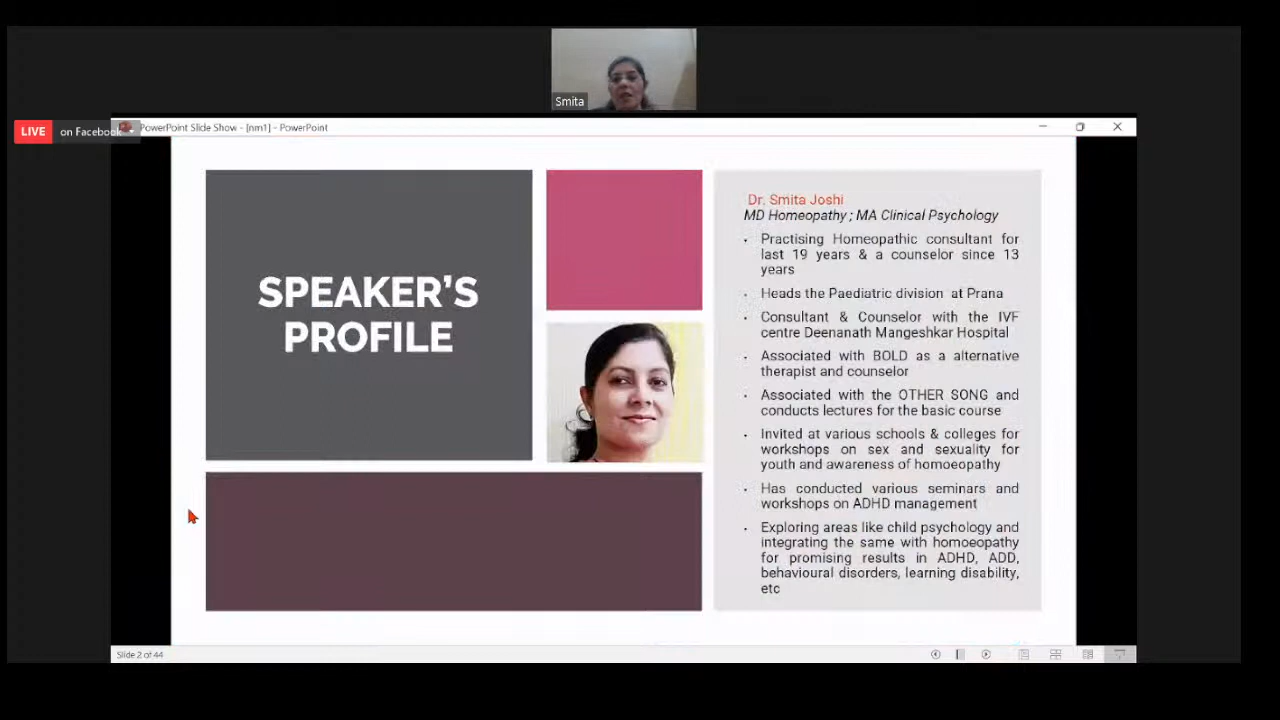 Smita
LIVE on Facebook
PowerPoint Slide Show - [nm1] - PowerPoint
SPEAKER'S
PROFILE
Dr. Smita Joshi
MD Homeopathy ; MA Clinical Psychology
• Practising Homeopathic consultant for
last 19 years & a counselor since 13
years
• Heads the Paediatric division at Prana
• Consultant & Counselor with the IVF
centre Deenanath Mangeshkar Hospital
• Associated with BOLD as a alternative
therapist and counselor
• Associated with the OTHER SONG and
conducts lectures for the basic course
• Invited at various schools & colleges for
workshops on sex and sexuality for
youth and awareness of homoeopathy
• Has conducted various seminars and
workshops on ADHD management
• Exploring areas like child psychology and
integrating the same with homoeopathy
for promising results in ADHD, ADD,
behavioural disorders, learning disability,
etc
Slide 2 of 44